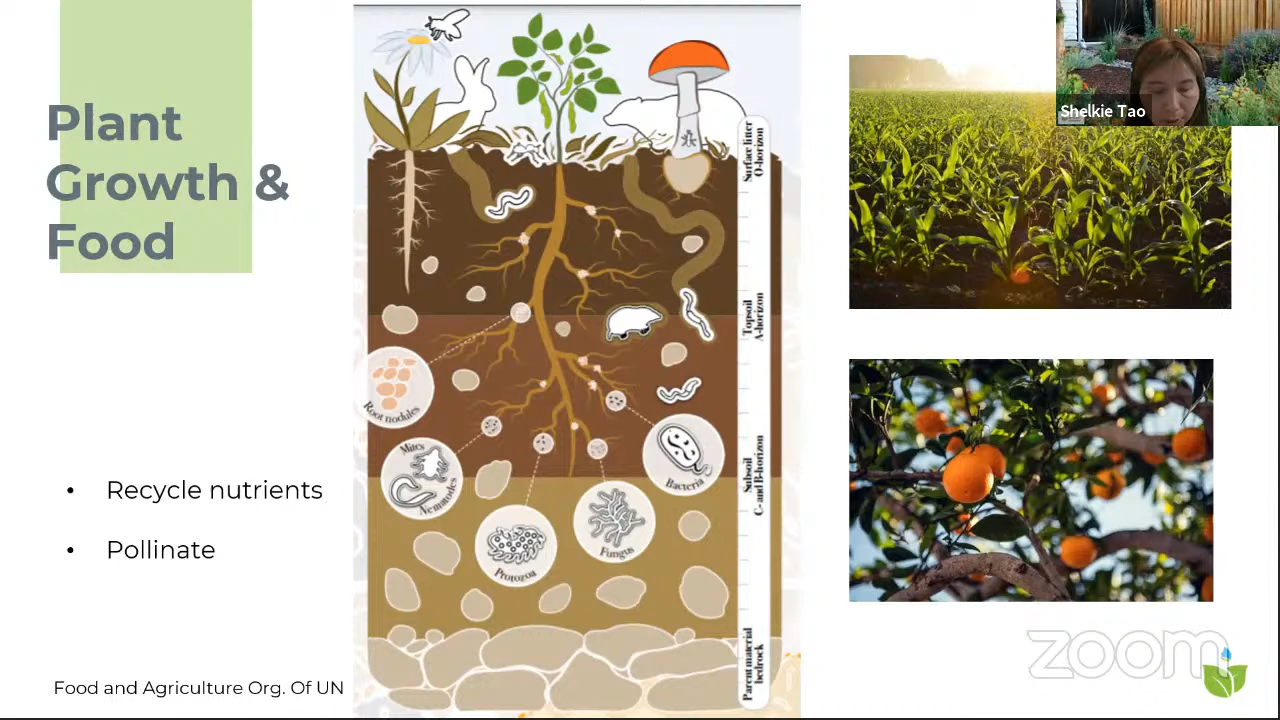 Plant
Growth &
Food
• Recycle nutrients
• Pollinate
Food and Agriculture Org. Of UN
Surface litter
O-horizon
Topsoil
A-horizon
Subsoil
C- and B-horizon
Parent material
bedrock
Root nodules
Mites
Nematodes
Protozoa
Fungus
Bacteria
Shelkie Tao
zoom